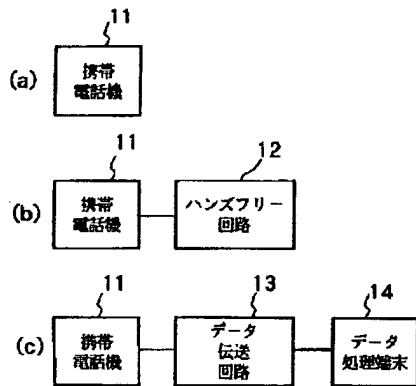 11
(a)
携帯
電話機
11
12
(b)
携帯
電話機
ハンズフリー
回路
11
13
14
(c)
携帯
電話機
データ
伝送
回路
データ
処理端末